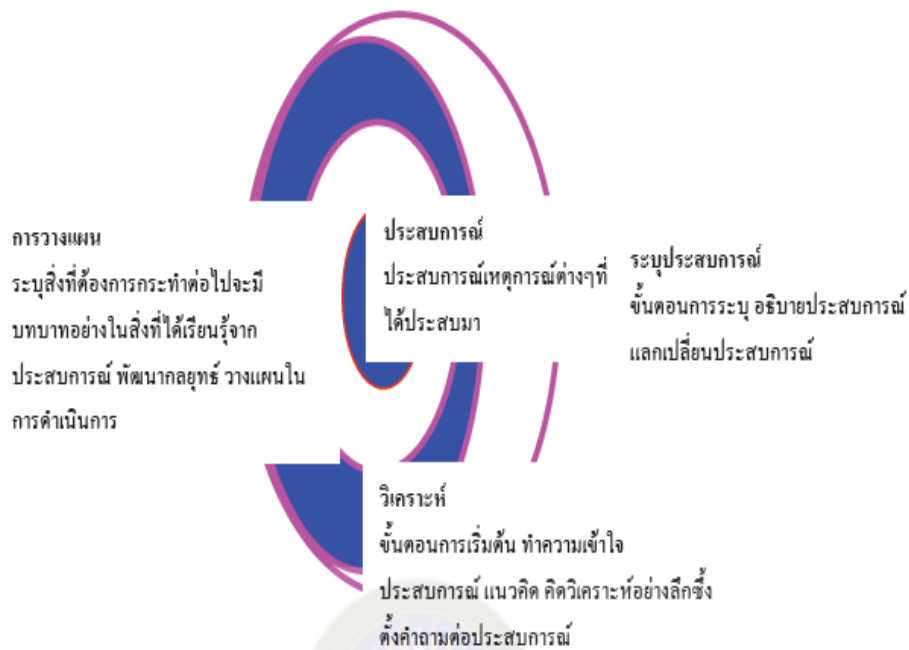 ประสบการณ์
ประสบการณ์เหตุการณ์ต่างๆที่
ได้ประสบมา
ระบุประสบการณ์
ขั้นตอนการระบุ อธิบายประสบการณ์
แลกเปลี่ยนประสบการณ์
วิเคราะห์
ขั้นตอนการเริ่มต้น ทำความเข้าใจ
ประสบการณ์ แนวคิด คิดวิเคราะห์อย่างลึกซึ้ง
ตั้งคำถามต่อประสบการณ์
การวางแผน
ระบุสิ่งที่ต้องการกระทำต่อไปจะมี
บทบาทอย่างในสิ่งที่ได้เรียนรู้จาก
ประสบการณ์ พัฒนากลยุทธ์ วางแผนใน
การดำเนินการ